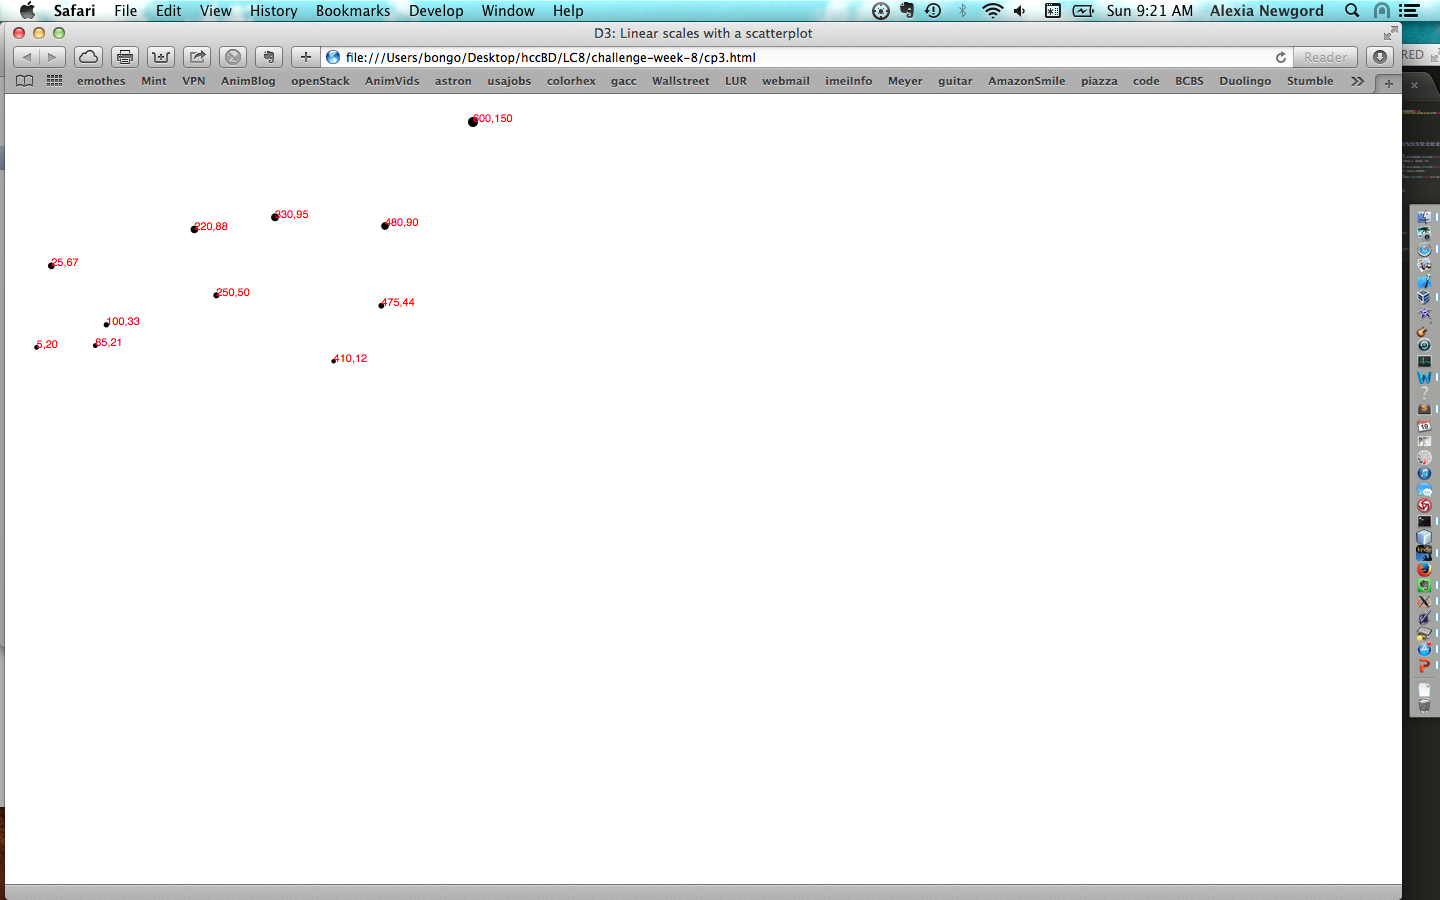 Safari File Edit View History Bookmarks Develop Window Help Sun 9:21 AM Alexia Newgord
D3: Linear scales with a scatterplot
file:///Users/bongo/Desktop/hccBD/LC8/challenge-week-8/cp3.html Reader RED
emothes Mint VPN AnimBlog openStack AnimVids astron usajobs colorhex gacc Wallstreet LUR webmail imeilnfo Meyer guitar AmazonSmile piazza code BCBS Duolingo Stumble
600,150
330,95
480,90
220,88
25,67
250,50
475,44
100,33
85,21
5,20
410,12